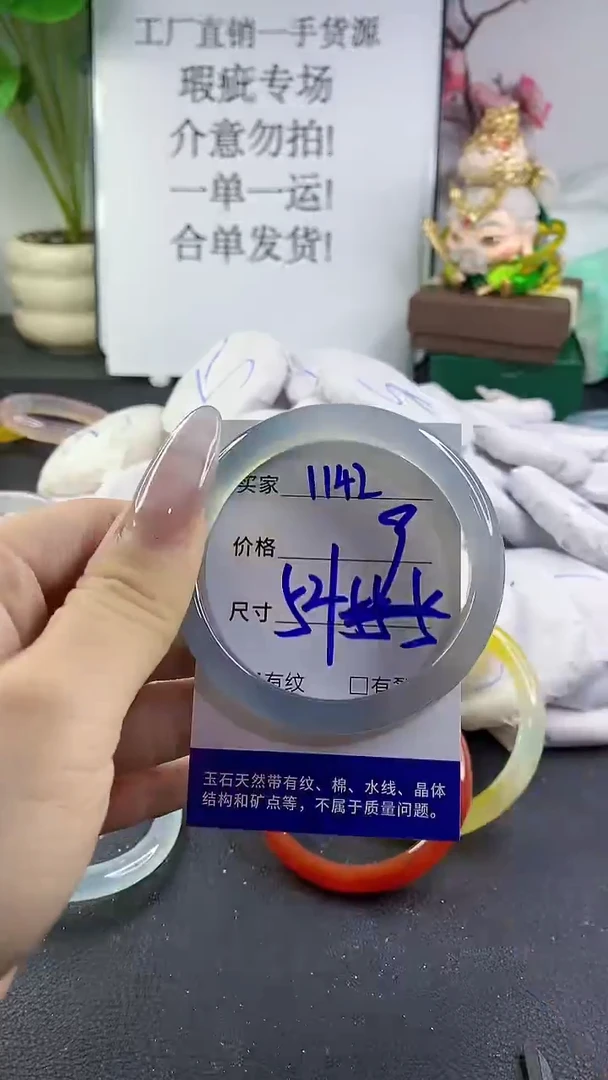 工厂直销一手货源
瑕疵专场
介意勿拍!
一单一运!
合单发货!
买家 1142
价格
尺寸 54
有纹 □有裂
玉石天然带有纹、棉、水线、晶体
结构和矿点等，不属于质量问题。